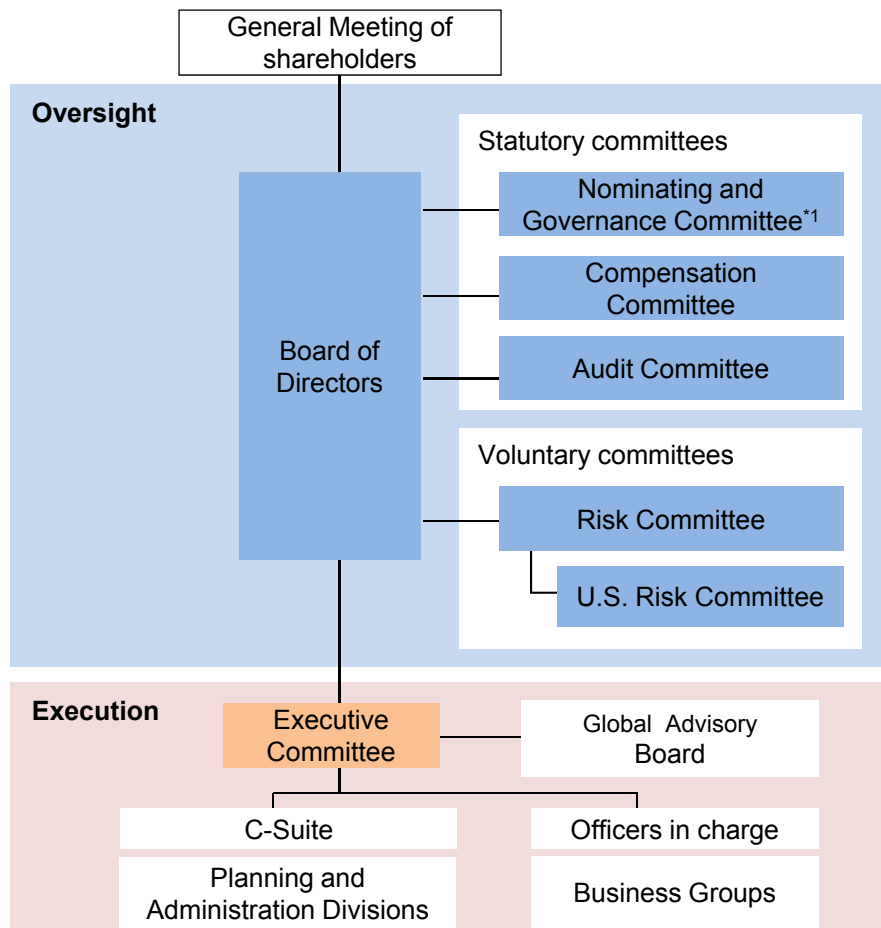 General Meeting of
shareholders
Oversight
Statutory committees
Nominating and
Governance Committee*1
Compensation
Committee
Board of
Directors
Audit Committee
Voluntary committees
Risk Committee
U.S. Risk Committee
Execution
Executive
Committee
Global Advisory
Board
C-Suite
Officers in charge
Planning and
Administration Divisions
Business Groups